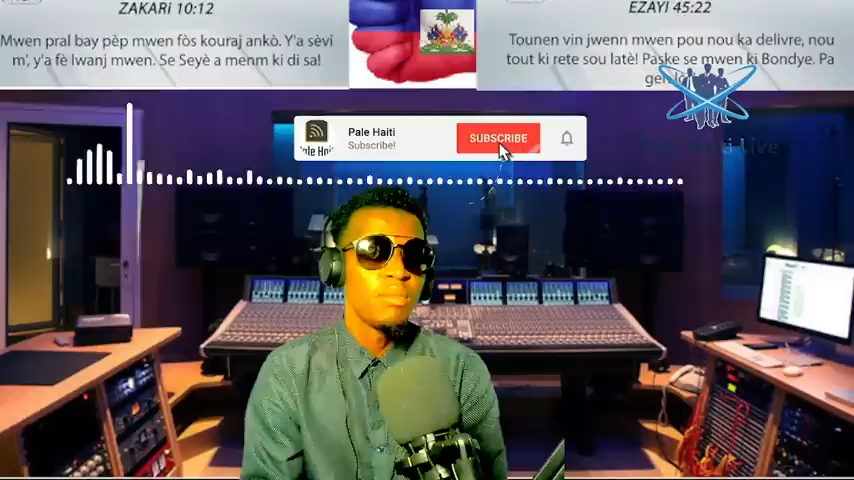 ZAKARi 10:12
Mwen pral bay pèp mwen fòs kouraj ankò. Y'a sèvi
m', y'a fè lwanj mwen. Se Seyè a menm ki di sa!
EZAYI 45:22
Tounen vin jwenn mwen pou nou ka delivre, nou
tout ki rete sou latè! Paske se mwen ki Bondye. Pa
gen
Pale Haiti
Subscribe!
SUBSCRIBE
Live